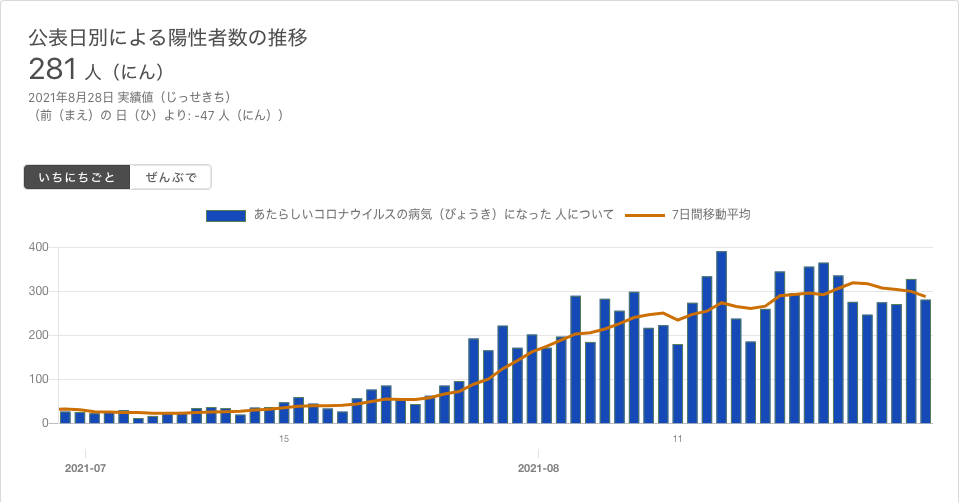 公表日別による陽性者数の推移
281 人（にん）
2021年8月28日 実績値（じっせきち）
（前（まえ）の 日（ひ）より: -47 人（にん））
いちにちごと ぜんぶで
あたらしいコロナウイルスの病気（びょうき）になった 人について 7日間移動平均
400
300
200
100
0
15 11
2021-07 2021-08